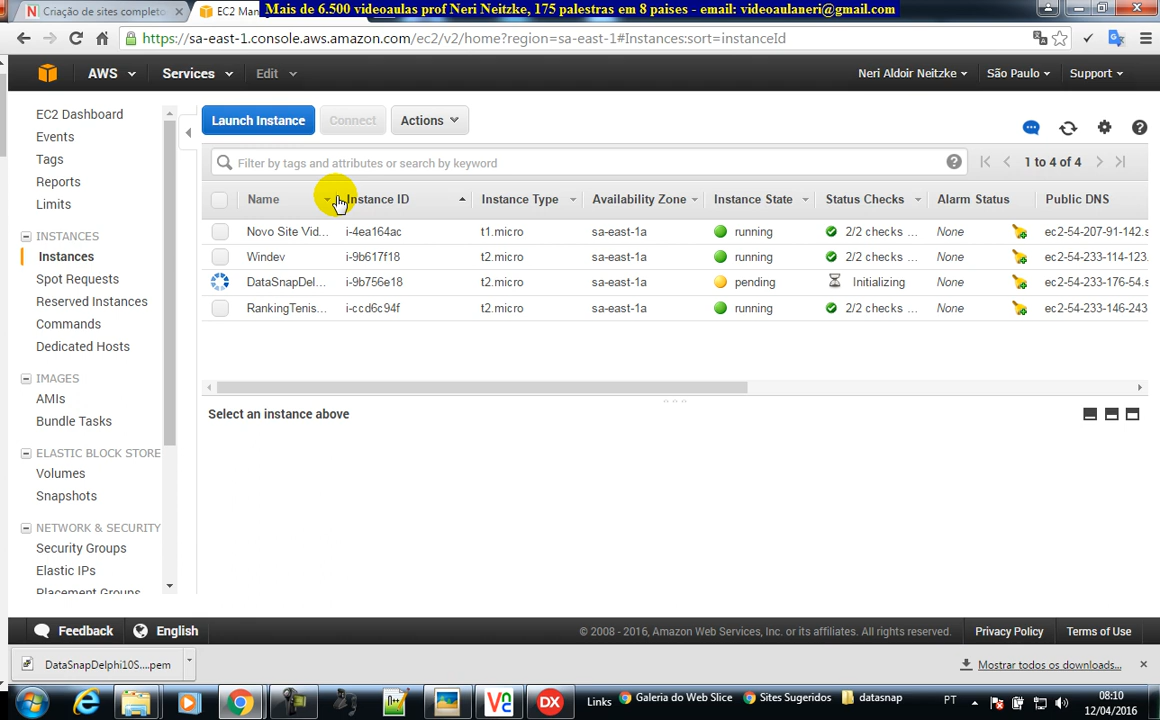 Criação de sites completo
EC2 Man
Mais de 6.500 videoaulas prof Neri Neitzke, 175 palestras em 8 paises - email: videoaulaneri@gmail.com
https://sa-east-1.console.aws.amazon.com/ec2/v2/home?region=sa-east-1#Instances:sort=instanceId
AWS Services Edit Neri Aldoir Neitzke São Paulo Support
EC2 Dashboard
Events
Tags
Reports
Limits
INSTANCES
Instances
Spot Requests
Reserved Instances
Commands
Dedicated Hosts
IMAGES
AMIs
Bundle Tasks
ELASTIC BLOCK STORE
Volumes
Snapshots
NETWORK & SECURITY
Security Groups
Elastic IPs
Placement Groups
Launch Instance Connect Actions
Filter by tags and attributes or search by keyword 1 to 4 of 4
Name Instance ID Instance Type Availability Zone Instance State Status Checks Alarm Status Public DNS
Novo Site Vid... i-4ea164ac t1.micro sa-east-1a running 2/2 checks ... None ec2-54-207-91-142.s
Windev i-9b617f18 t2.micro sa-east-1a running 2/2 checks ... None ec2-54-233-114-123.
DataSnapDel... i-9b756e18 t2.micro sa-east-1a pending Initializing None ec2-54-233-176-54.s
RankingTenis... i-ccd6c94f t2.micro sa-east-1a running 2/2 checks ... None ec2-54-233-146-243
Select an instance above
Feedback English © 2008 - 2016, Amazon Web Services, Inc. or its affiliates. All rights reserved. Privacy Policy Terms of Use
DataSnapDelphi10S....pem Mostrar todos os downloads...
Links Galeria do Web Slice Sites Sugeridos datasnap PT 08:10
12/04/2016